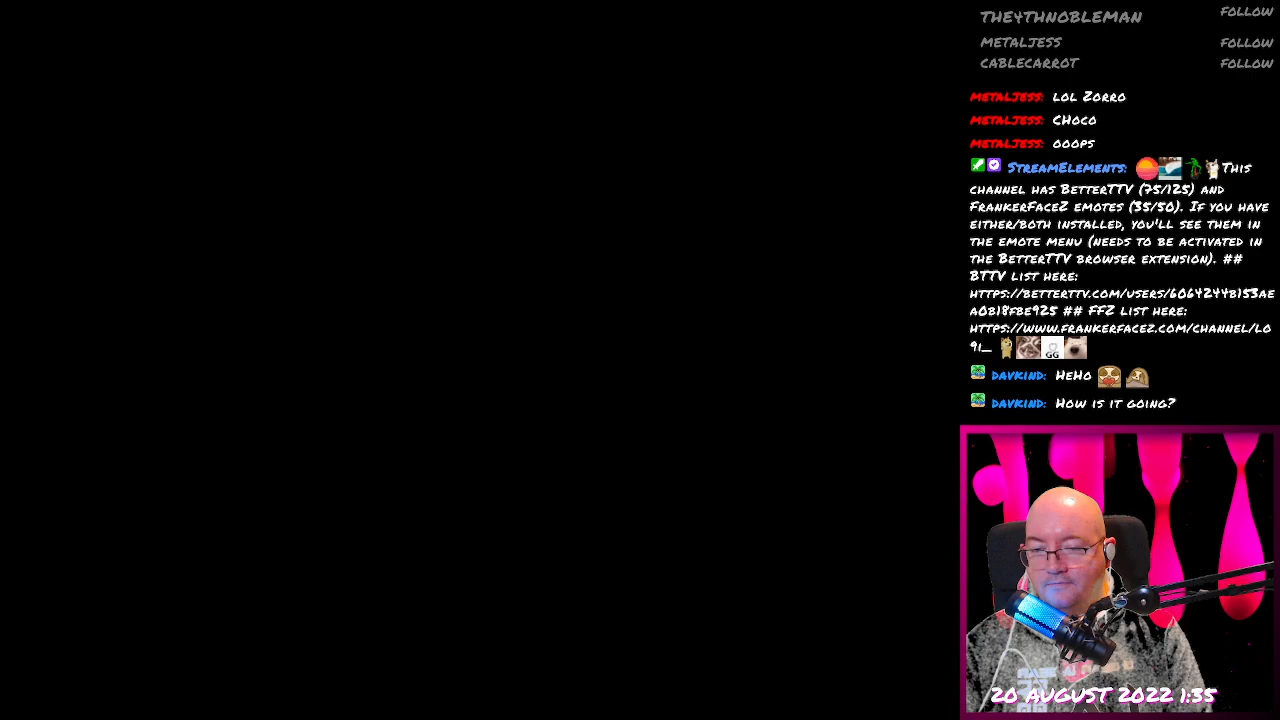 THE4THNOBLEMAN FOLLOW
METALJESS FOLLOW
CABLECARROT FOLLOW
METALJESS: LOL ZORRO
METALJESS: CHOCO
METALJESS: OOOPS
STREAMELEMENTS: THIS
CHANNEL HAS BETTERTTV (75/125) AND
FRANKERFACEZ EMOTES (35/50). IF YOU HAVE
EITHER/BOTH INSTALLED, YOU'LL SEE THEM IN
THE EMOTE MENU (NEEDS TO BE ACTIVATED IN
THE BETTERTTV BROWSER EXTENSION). ##
BTTV LIST HERE:
HTTPS://BETTERTTV.COM/USERS/6064244B153AE
A0B18FBE925 ## FFZ LIST HERE:
HTTPS://WWW.FRANKERFACEZ.COM/CHANNEL/LO
91_ GG
DAVKIND: HEHO
DAVKIND: HOW IS IT GOING?
20 AUGUST 2022 1:35